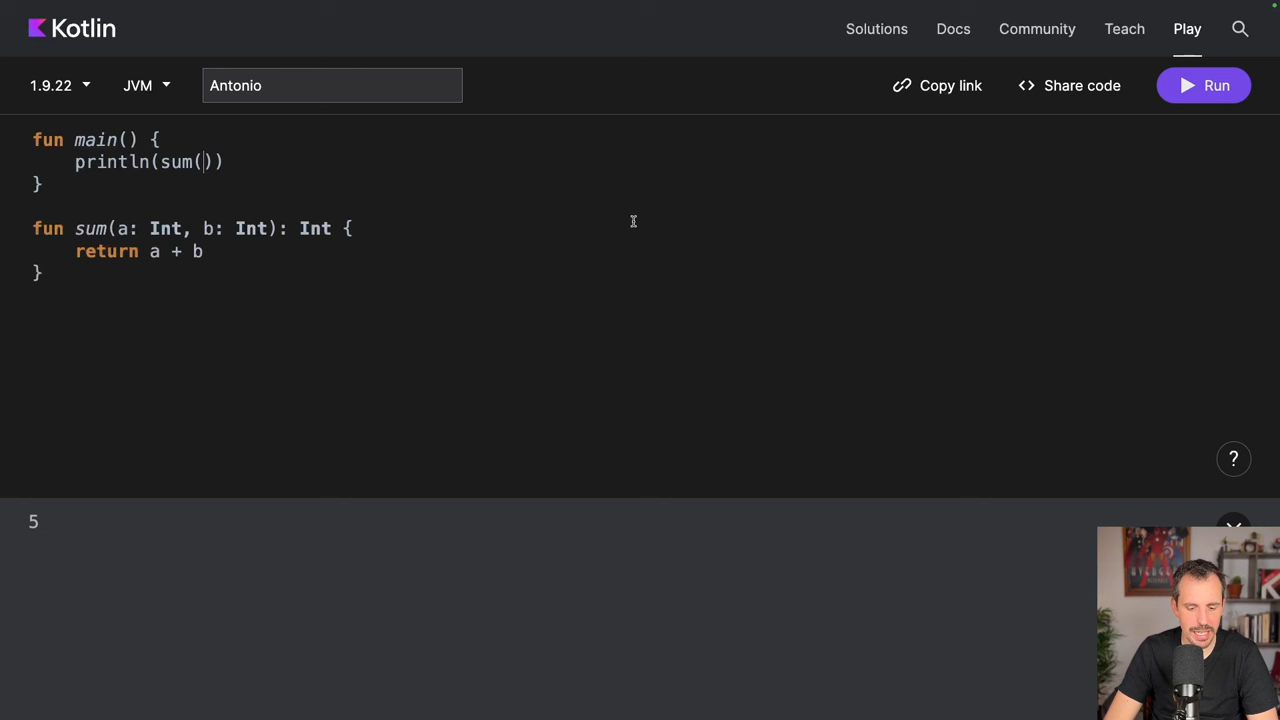 Kotlin
Solutions
Docs
Community
Teach
Play
1.9.22
JVM
Antonio
Copy link
Share code
Run
fun main() {
    println(sum())
}
fun sum(a: Int, b: Int): Int {
    return a + b
}
?
5